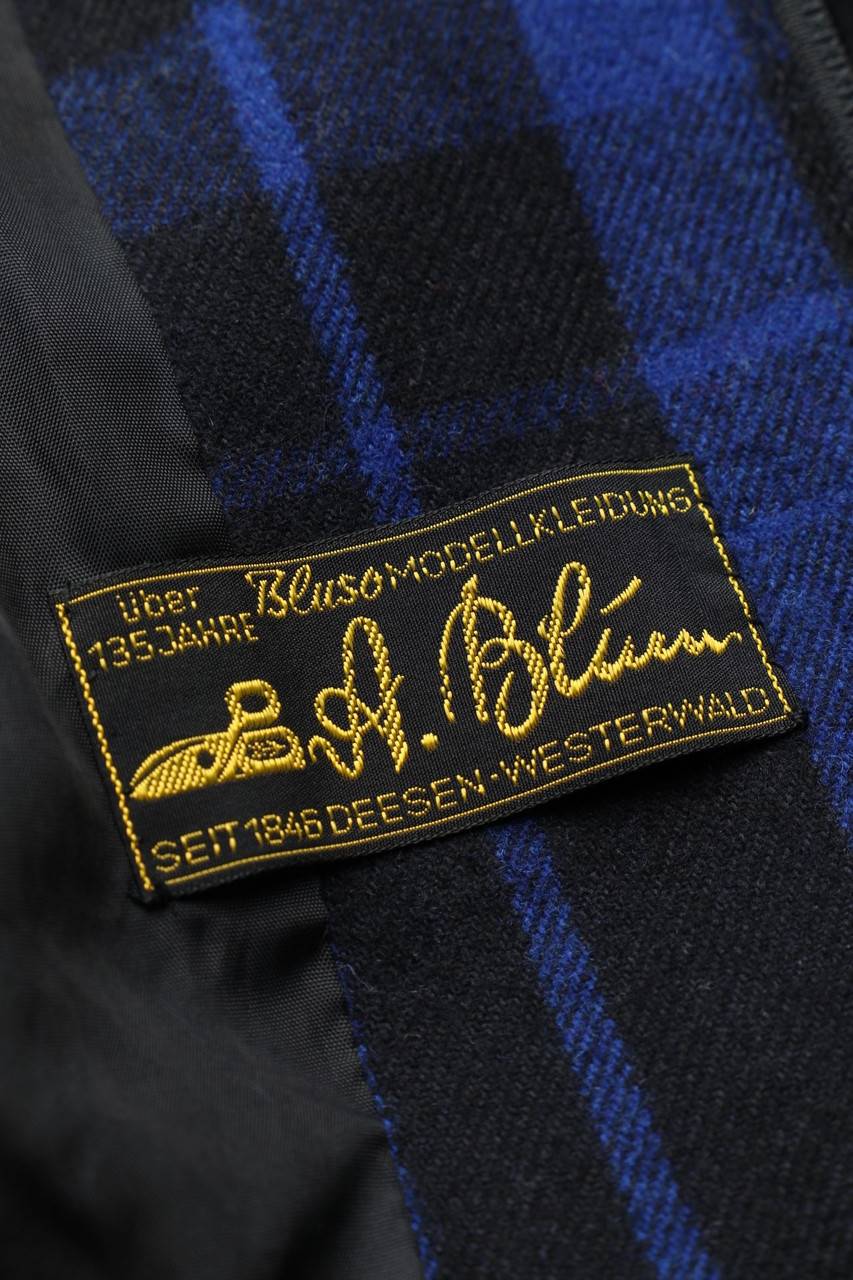 über
135 JAHRE
Bluso MODELLKLEIDUNG
A. Blum
SEIT 1846 DEESEN-WESTERWALD